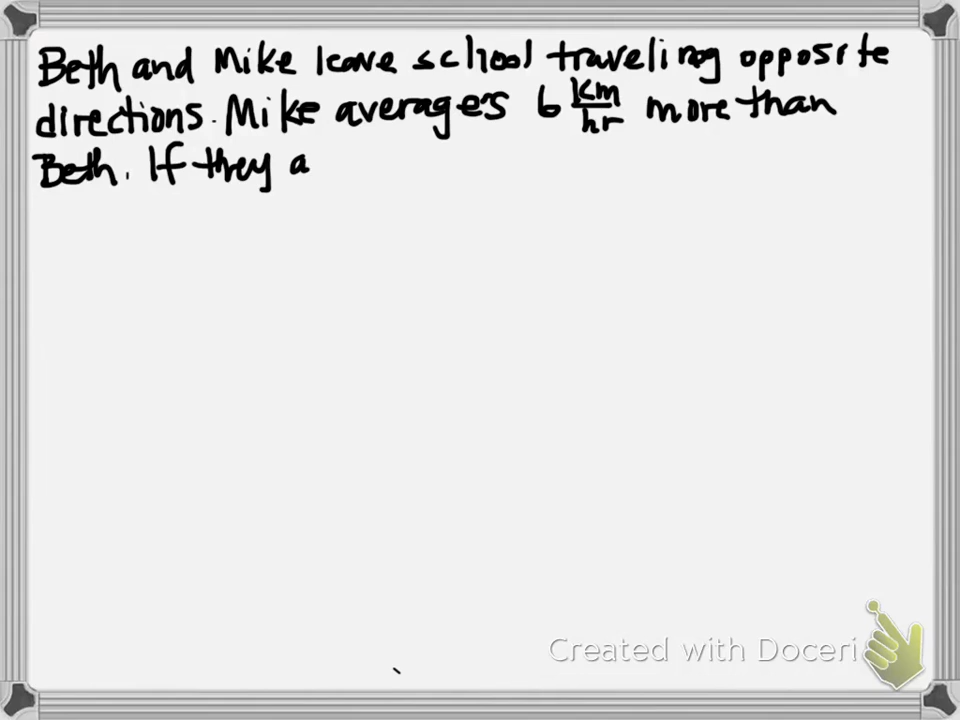 Beth and Mike leave school traveling opposite
directions. Mike averages 6 km/hr more than
Beth. If they a
Created with Doceri